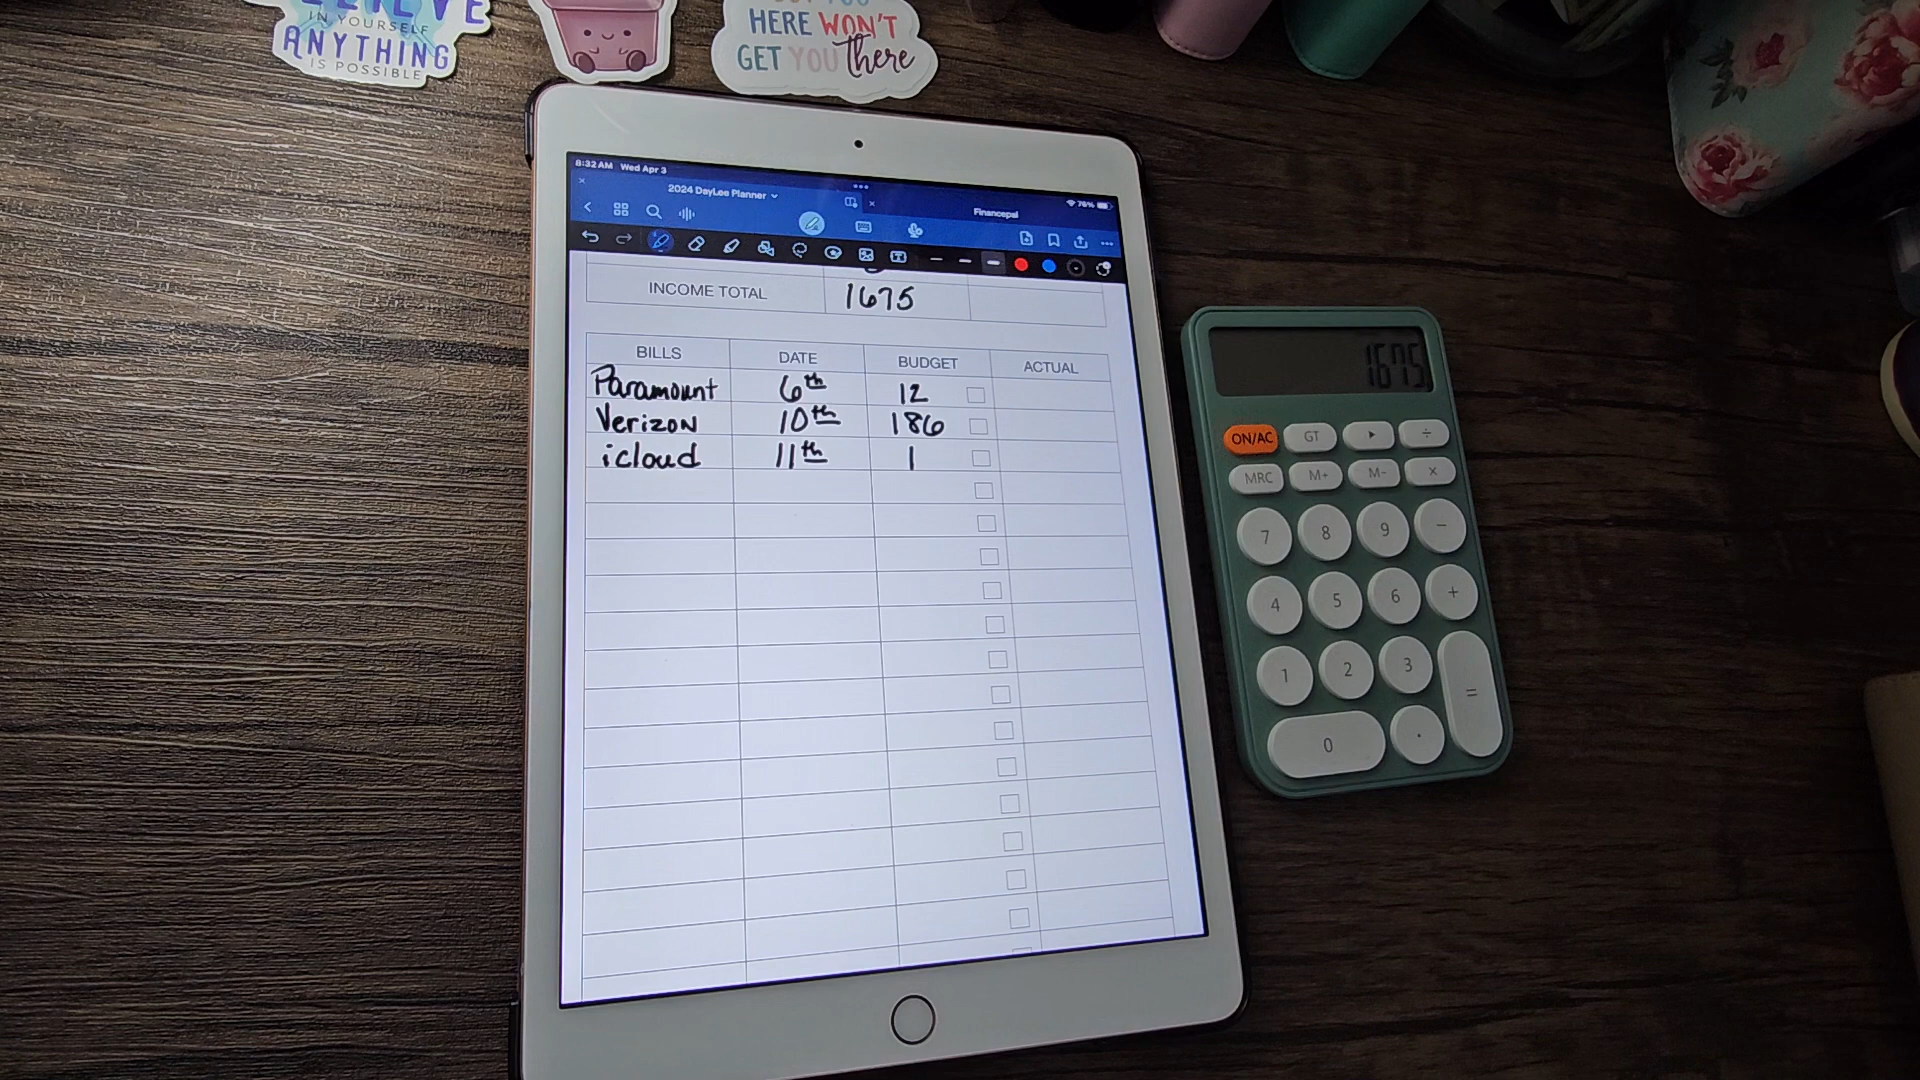 IN YOURSELF
ANYTHING
IS POSSIBLE
HERE WON'T
GET YOU there
8:32 AM Wed Apr 3
76%
2024 DayLee Planner
Financepal
INCOME TOTAL 1675
BILLS DATE BUDGET ACTUAL
Paramount 6th 12
Verizon 10th 186
icloud 11th 1
1675
ON/AC GT ▶ ÷
MRC M+ M- ×
7 8 9 −
4 5 6 +
1 2 3 =
0 .